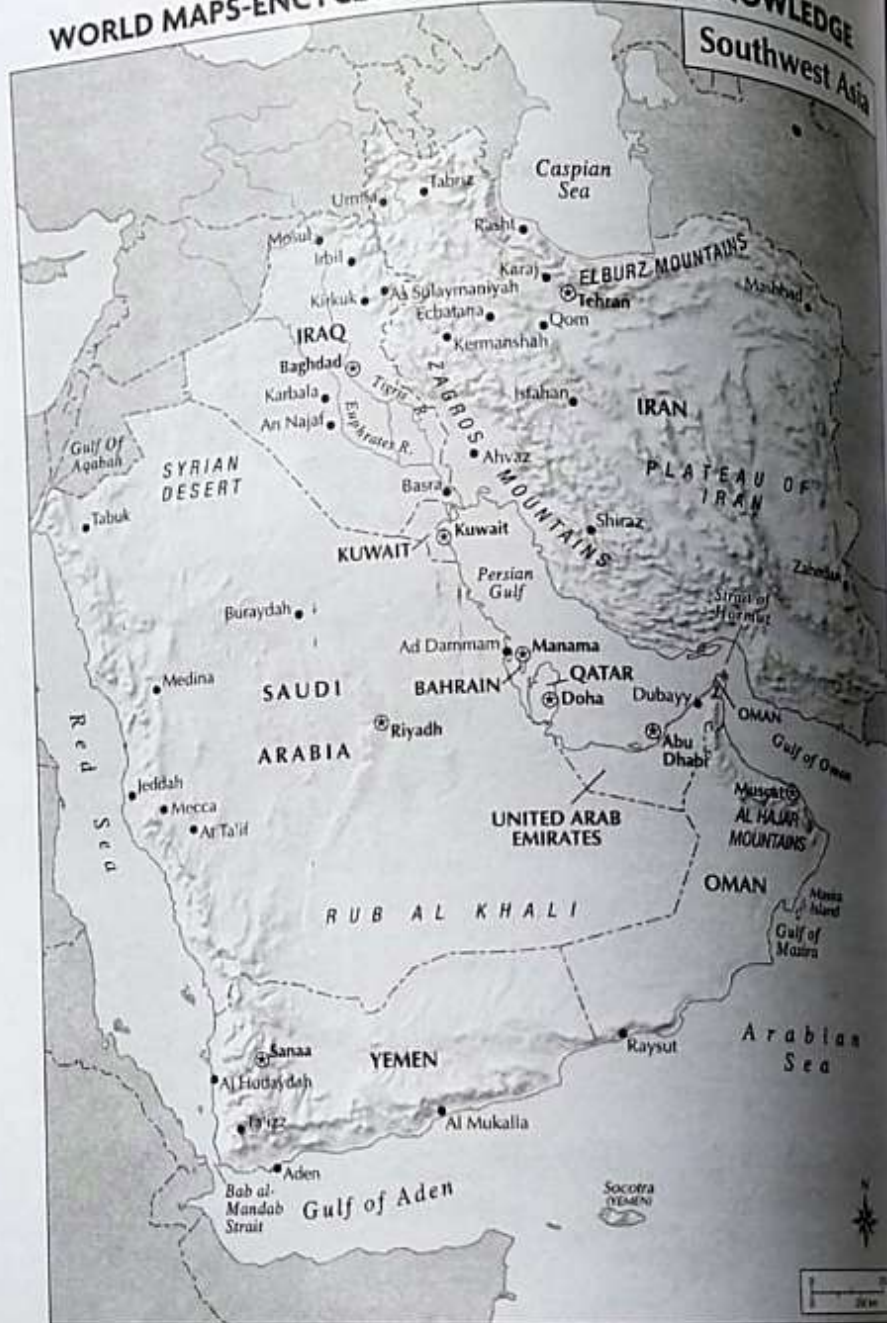 WORLD MAPS-ENCYC
OWLEDGE
Southwest Asia
Caspian
Sea
Tabriz
Urmia
Rasht
Mosul
Irbil
Karaj
ELBURZ MOUNTAINS
Mashhad
Tehran
As Sulaymaniyah
Kirkuk
Ecbatana
Qom
IRAQ
Kermanshah
Baghdad
ZAGROS MOUNTAINS
Tigris R.
Karbala
Isfahan
IRAN
An Najaf
Euphrates R.
Gulf Of
Aqabah
SYRIAN
DESERT
Ahvaz
PLATEAU OF
IRAN
Basra
Tabuk
Kuwait
Shiraz
KUWAIT
Persian
Gulf
Zahedan
Strait of
Hormuz
Buraydah
Ad Dammam
Manama
Medina
SAUDI
ARABIA
BAHRAIN
QATAR
Doha
Dubayy
OMAN
Riyadh
Abu
Dhabi
Gulf of Oman
Red Sea
Jeddah
Mecca
At Ta'if
Muscat
AL HAJAR
MOUNTAINS
UNITED ARAB
EMIRATES
OMAN
Island
RUB AL KHALI
Gulf of
Masira
Arabian
Sea
Raysut
Sanaa
YEMEN
Al Hudaydah
Ta'izz
Al Mukalla
Aden
Bab al-
Mandab
Strait
Gulf of Aden
Socotra
(YEMEN)
N